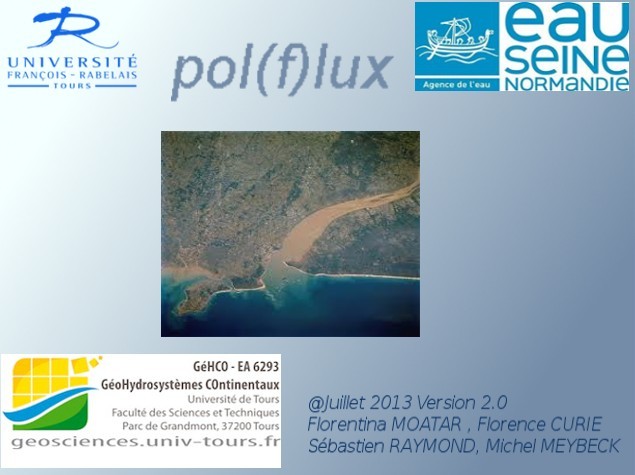 UNIVERSITÉ
FRANÇOIS - RABELAIS
TOURS
pol(f)lux
eau
SEINE
NORMANDIE
Agence de l'eau
GéHCO - EA 6293
GéoHydrosystèmes COntinentaux
Université de Tours
Faculté des Sciences et Techniques
Parc de Grandmont, 37200 Tours
geosciences.univ-tours.fr
@Juillet 2013 Version 2.0
Florentina MOATAR , Florence CURIE
Sébastien RAYMOND, Michel MEYBECK